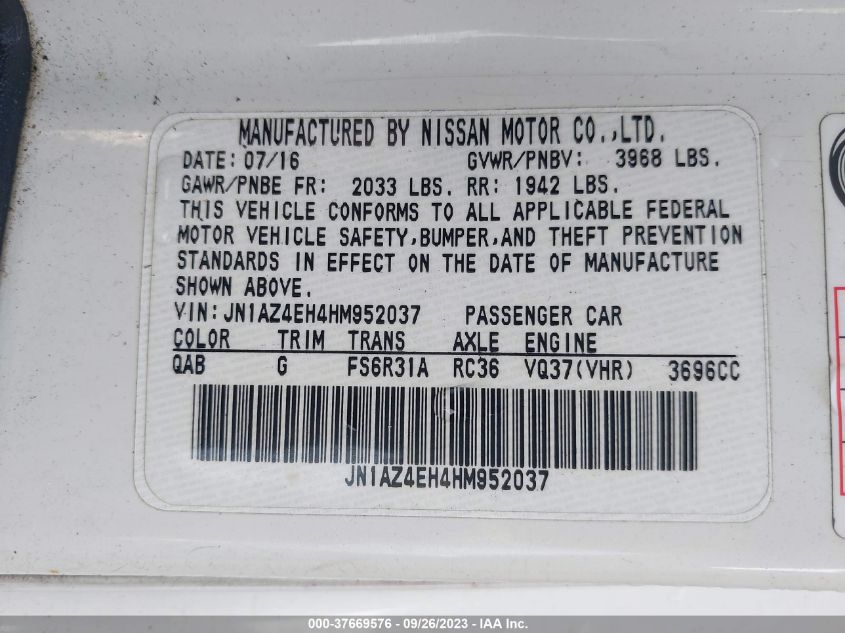 MANUFACTURED BY NISSAN MOTOR CO.,LTD.
DATE: 07/16 GVWR/PNBV: 3968 LBS.
GAWR/PNBE FR: 2033 LBS. RR: 1942 LBS.
THIS VEHICLE CONFORMS TO ALL APPLICABLE FEDERAL
MOTOR VEHICLE SAFETY,BUMPER,AND THEFT PREVENTION
STANDARDS IN EFFECT ON THE DATE OF MANUFACTURE
SHOWN ABOVE.
VIN: JN1AZ4EH4HM952037 PASSENGER CAR
COLOR TRIM TRANS AXLE ENGINE
QAB G FS6R31A RC36 VQ37(VHR) 3696CC
JN1AZ4EH4HM952037
000-37669576 - 09/26/2023 - IAA Inc.